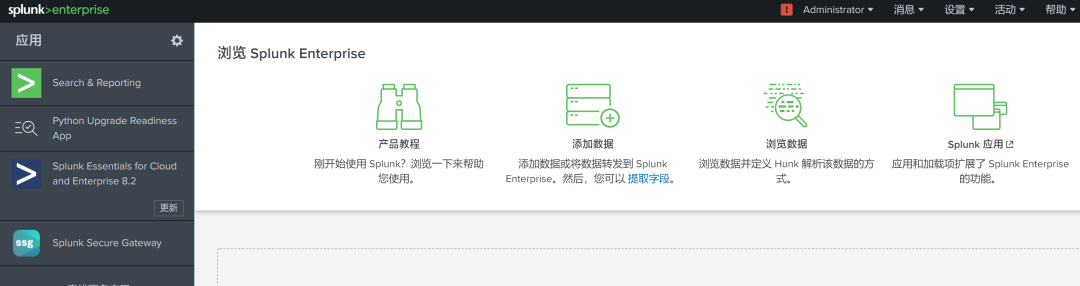 splunk>enterprise
! Administrator 消息 设置 活动 帮助
应用
浏览 Splunk Enterprise
Search & Reporting
Python Upgrade Readiness
App
Splunk Essentials for Cloud
and Enterprise 8.2
更新
ssg Splunk Secure Gateway
产品教程
刚开始使用 Splunk？浏览一下来帮助
您使用。
添加数据
添加数据或将数据转发到 Splunk
Enterprise。然后，您可以 提取字段。
浏览数据
浏览数据并定义 Hunk 解析该数据的方
式。
Splunk 应用
应用和加载项扩展了 Splunk Enterprise
的功能。